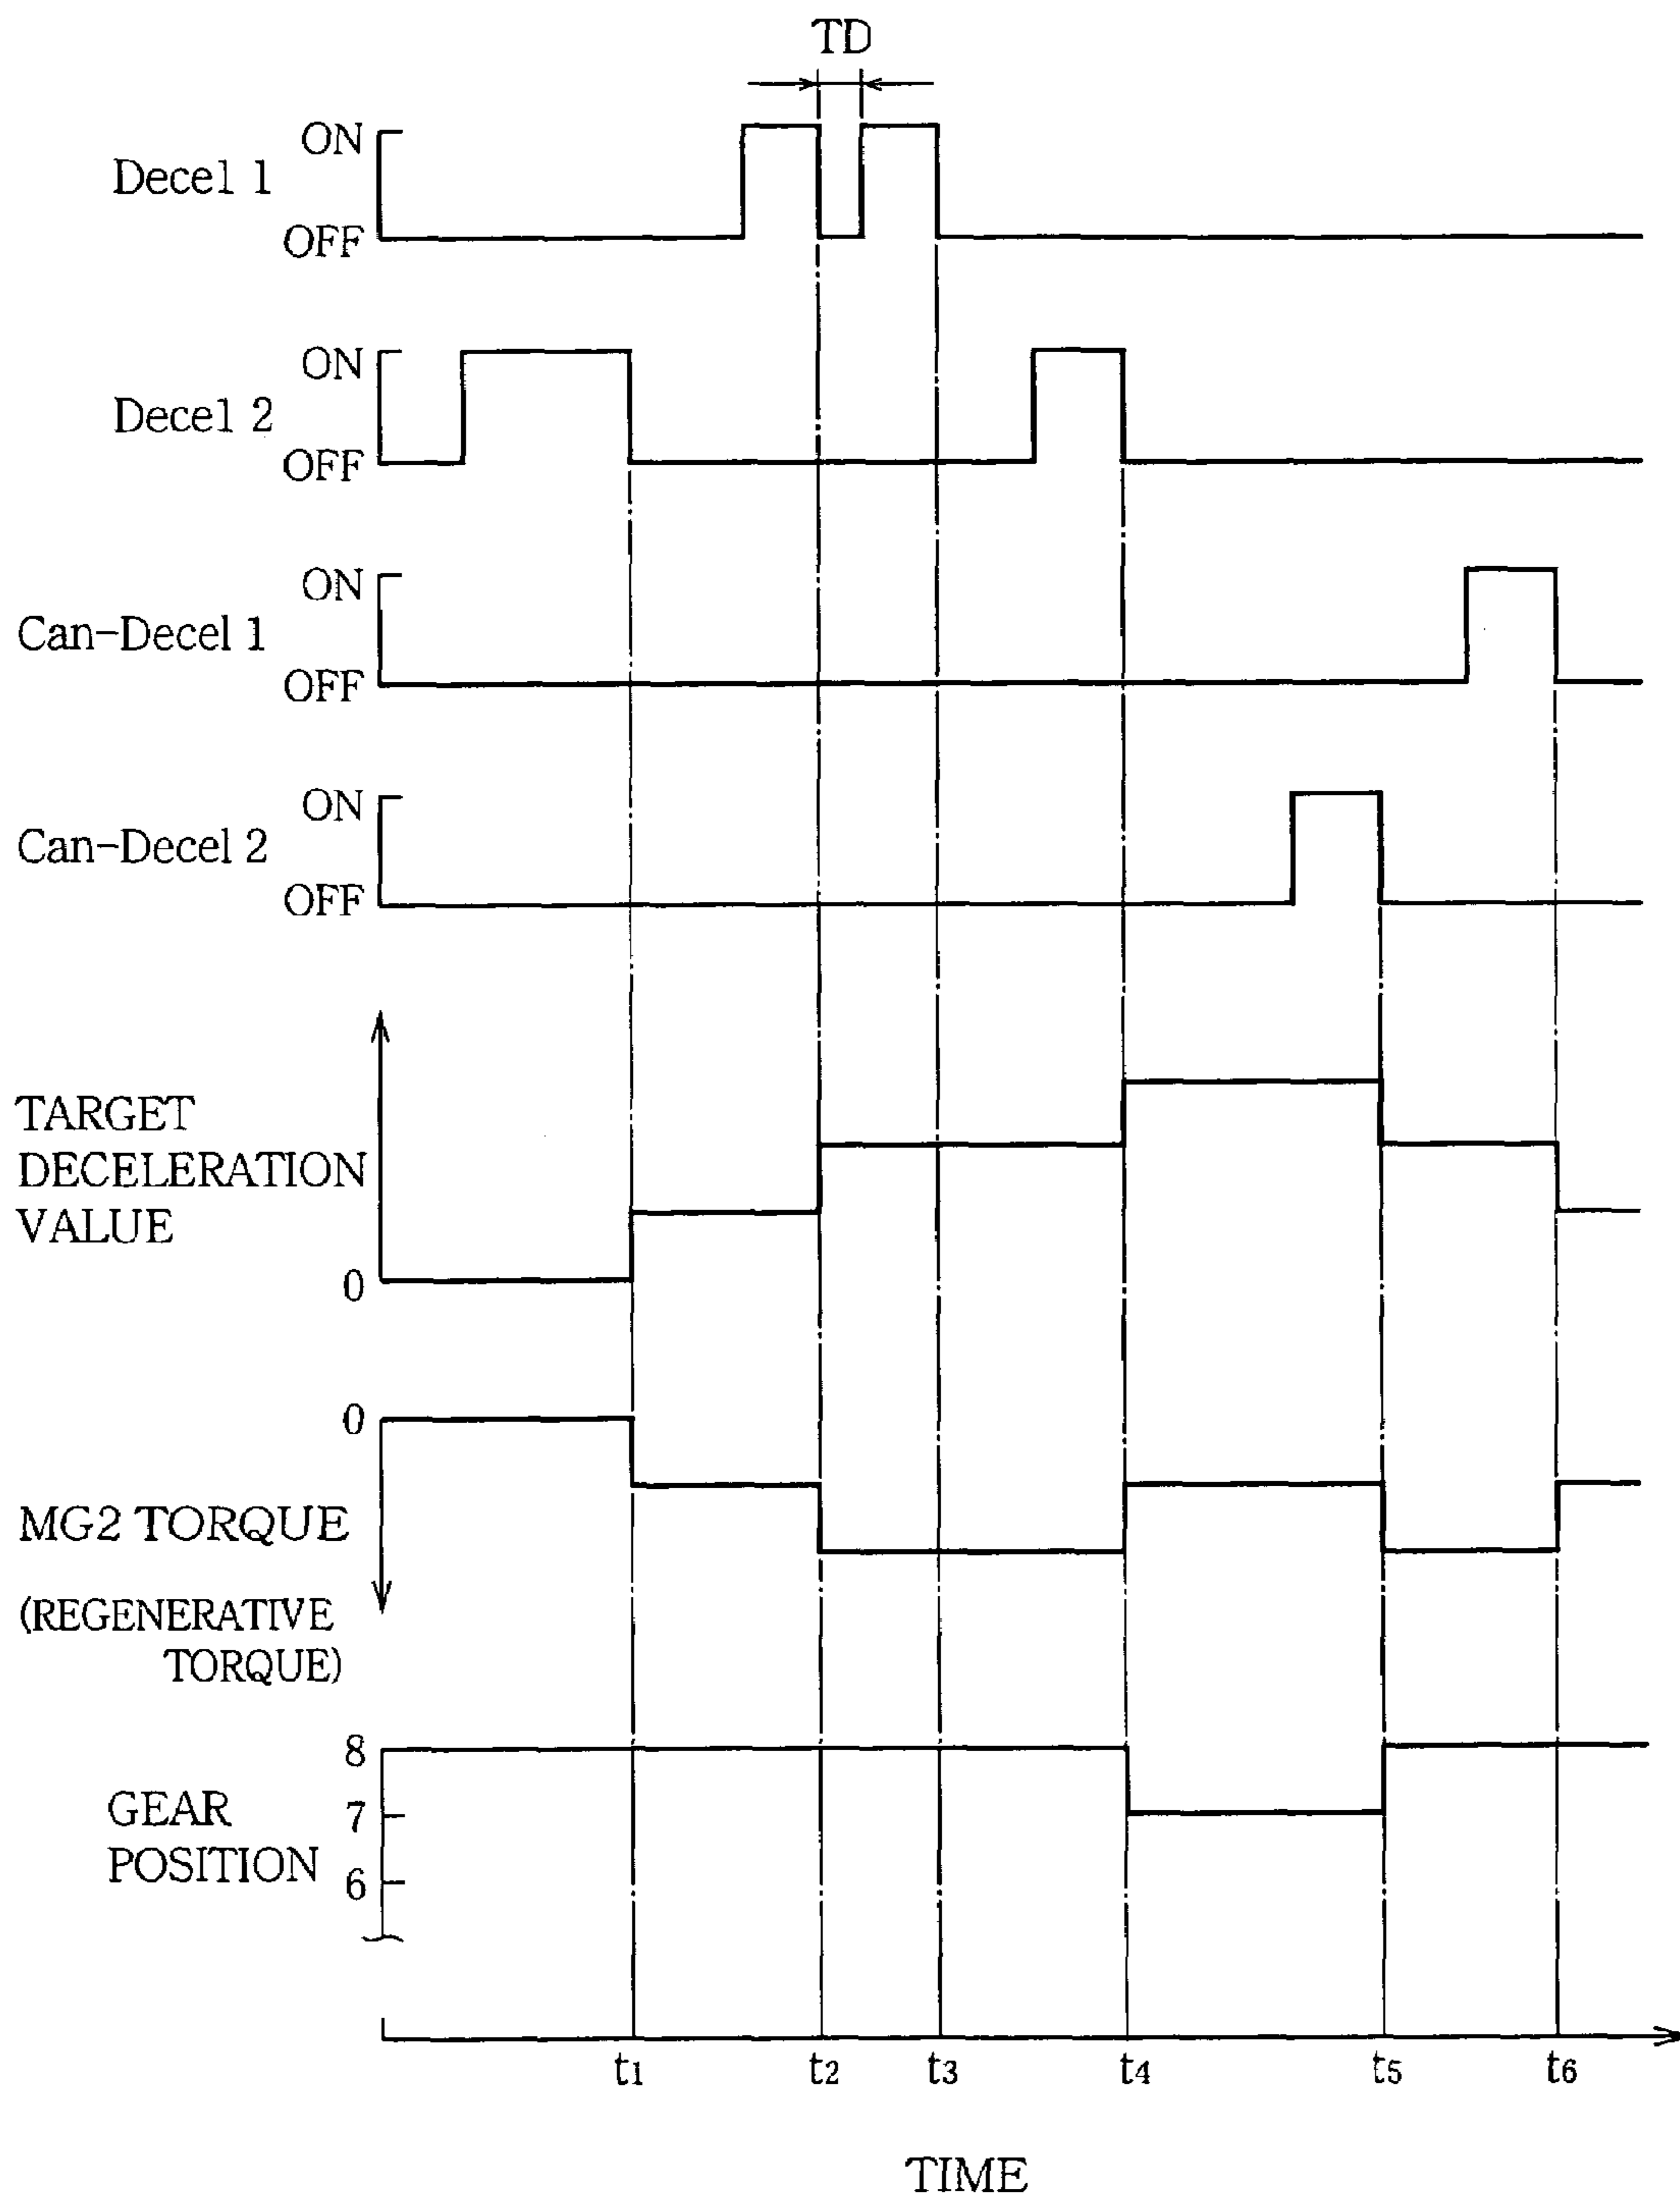 TD
ON
Decel 1
OFF
ON
Decel 2
OFF
ON
Can-Decel 1
OFF
ON
Can-Decel 2
OFF
TARGET
DECELERATION
VALUE
0
0
MG2 TORQUE
(REGENERATIVE
TORQUE)
8
GEAR
7
POSITION
6
t1 t2 t3 t4 t5 t6
TIME